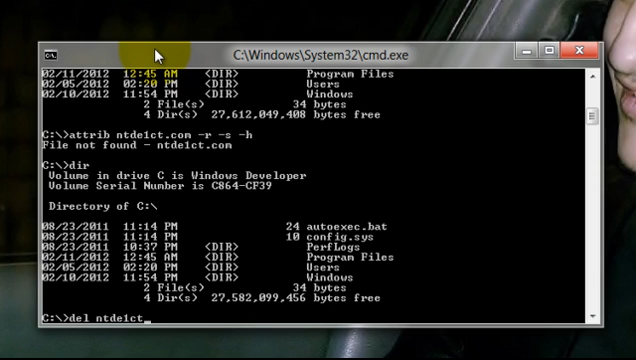 C:\Windows\System32\cmd.exe
02/11/2012  12:45 AM    <DIR>          Program Files
02/05/2012  02:20 PM    <DIR>          Users
02/10/2012  11:54 PM    <DIR>          Windows
2 File(s)             34 bytes
4 Dir(s)  27,612,049,408 bytes free
C:\>attrib ntde1ct.com -r -s -h
File not found - ntde1ct.com
C:\>dir
Volume in drive C is Windows Developer
Volume Serial Number is C864-CF39
Directory of C:\
08/23/2011  11:14 PM                24 autoexec.bat
08/23/2011  11:14 PM                10 config.sys
08/23/2011  10:37 PM    <DIR>          PerfLogs
02/11/2012  12:45 AM    <DIR>          Program Files
02/05/2012  02:20 PM    <DIR>          Users
02/10/2012  11:54 PM    <DIR>          Windows
2 File(s)             34 bytes
4 Dir(s)  27,582,099,456 bytes free
C:\>del ntde1ct_